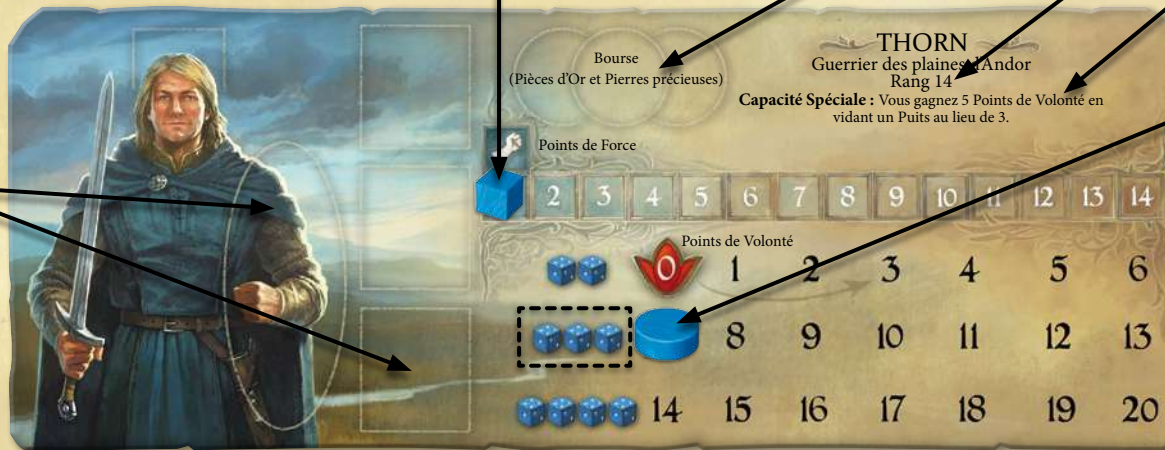 THORN
Guerrier des plaines d'Andor
Rang 14
Capacité Spéciale : Vous gagnez 5 Points de Volonté en
vidant un Puits au lieu de 3.
Bourse
(Pièces d'Or et Pierres précieuses)
Points de Force
2 3 4 5 6 7 8 9 10 11 12 13 14
Points de Volonté
0 1 2 3 4 5 6
8 9 10 11 12 13
14 15 16 17 18 19 20